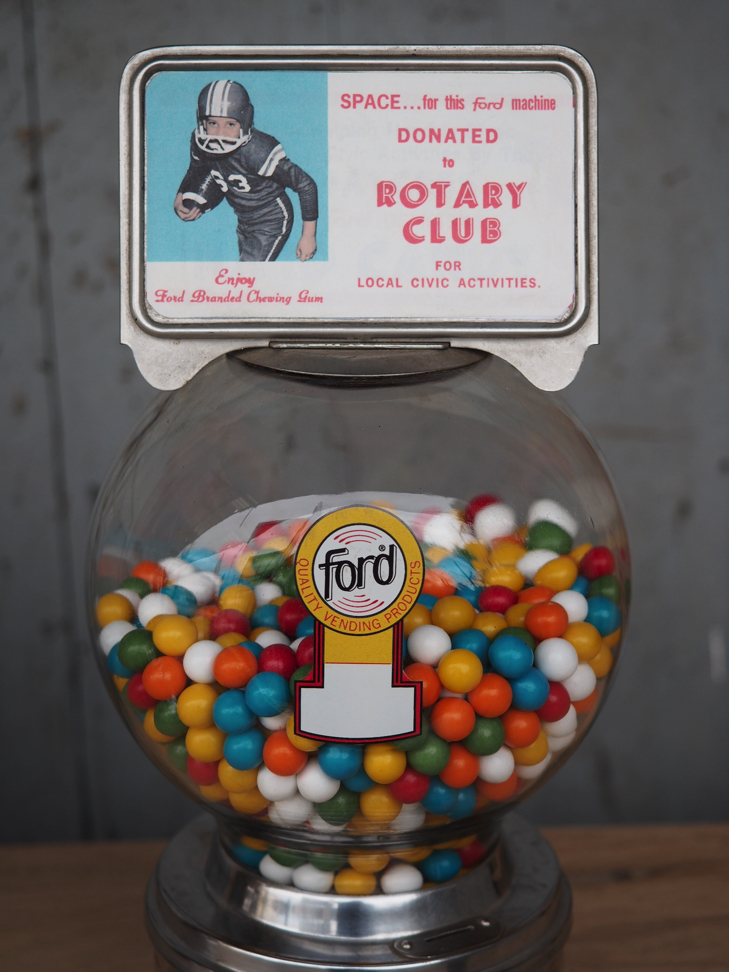 SPACE...for this ford machine
DONATED
to
ROTARY
CLUB
FOR
LOCAL CIVIC ACTIVITIES.
63
Enjoy
Ford Branded Chewing Gum
ford®
QUALITY VENDING PRODUCTS